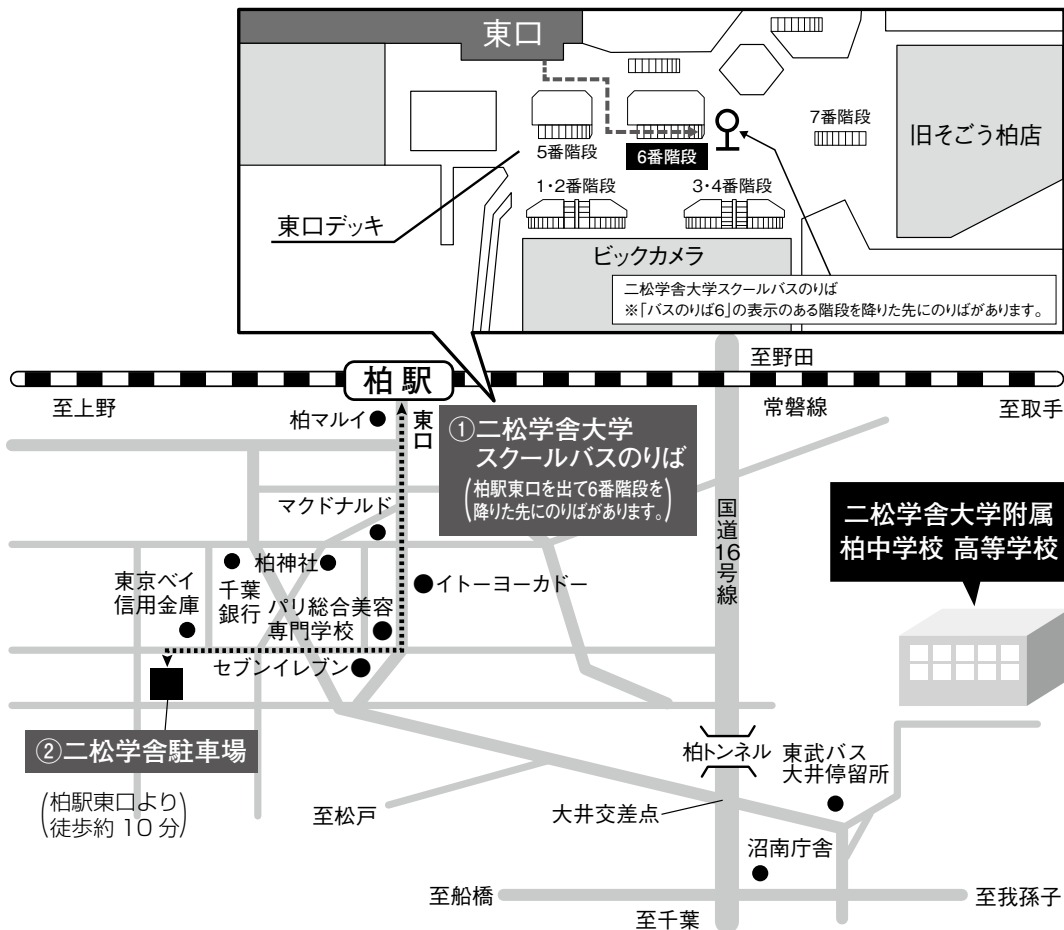 東口
5番階段
6番階段
7番階段
旧そごう柏店
1・2番階段
3・4番階段
東口デッキ
ビックカメラ
二松学舎大学スクールバスのりば
※「バスのりば6」の表示のある階段を降りた先にのりばがあります。
至野田
柏駅
至上野
常磐線
至取手
柏マルイ
東口
①二松学舎大学
スクールバスのりば
(柏駅東口を出て6番階段を
降りた先にのりばがあります。)
マクドナルド
国道16号線
二松学舎大学附属
柏中学校 高等学校
柏神社
イトーヨーカドー
東京ベイ
信用金庫
千葉
銀行
パリ総合美容
専門学校
セブンイレブン
②二松学舎駐車場
(柏駅東口より
徒歩約 10 分)
柏トンネル
東武バス
大井停留所
至松戸
大井交差点
沼南庁舎
至船橋
至我孫子
至千葉